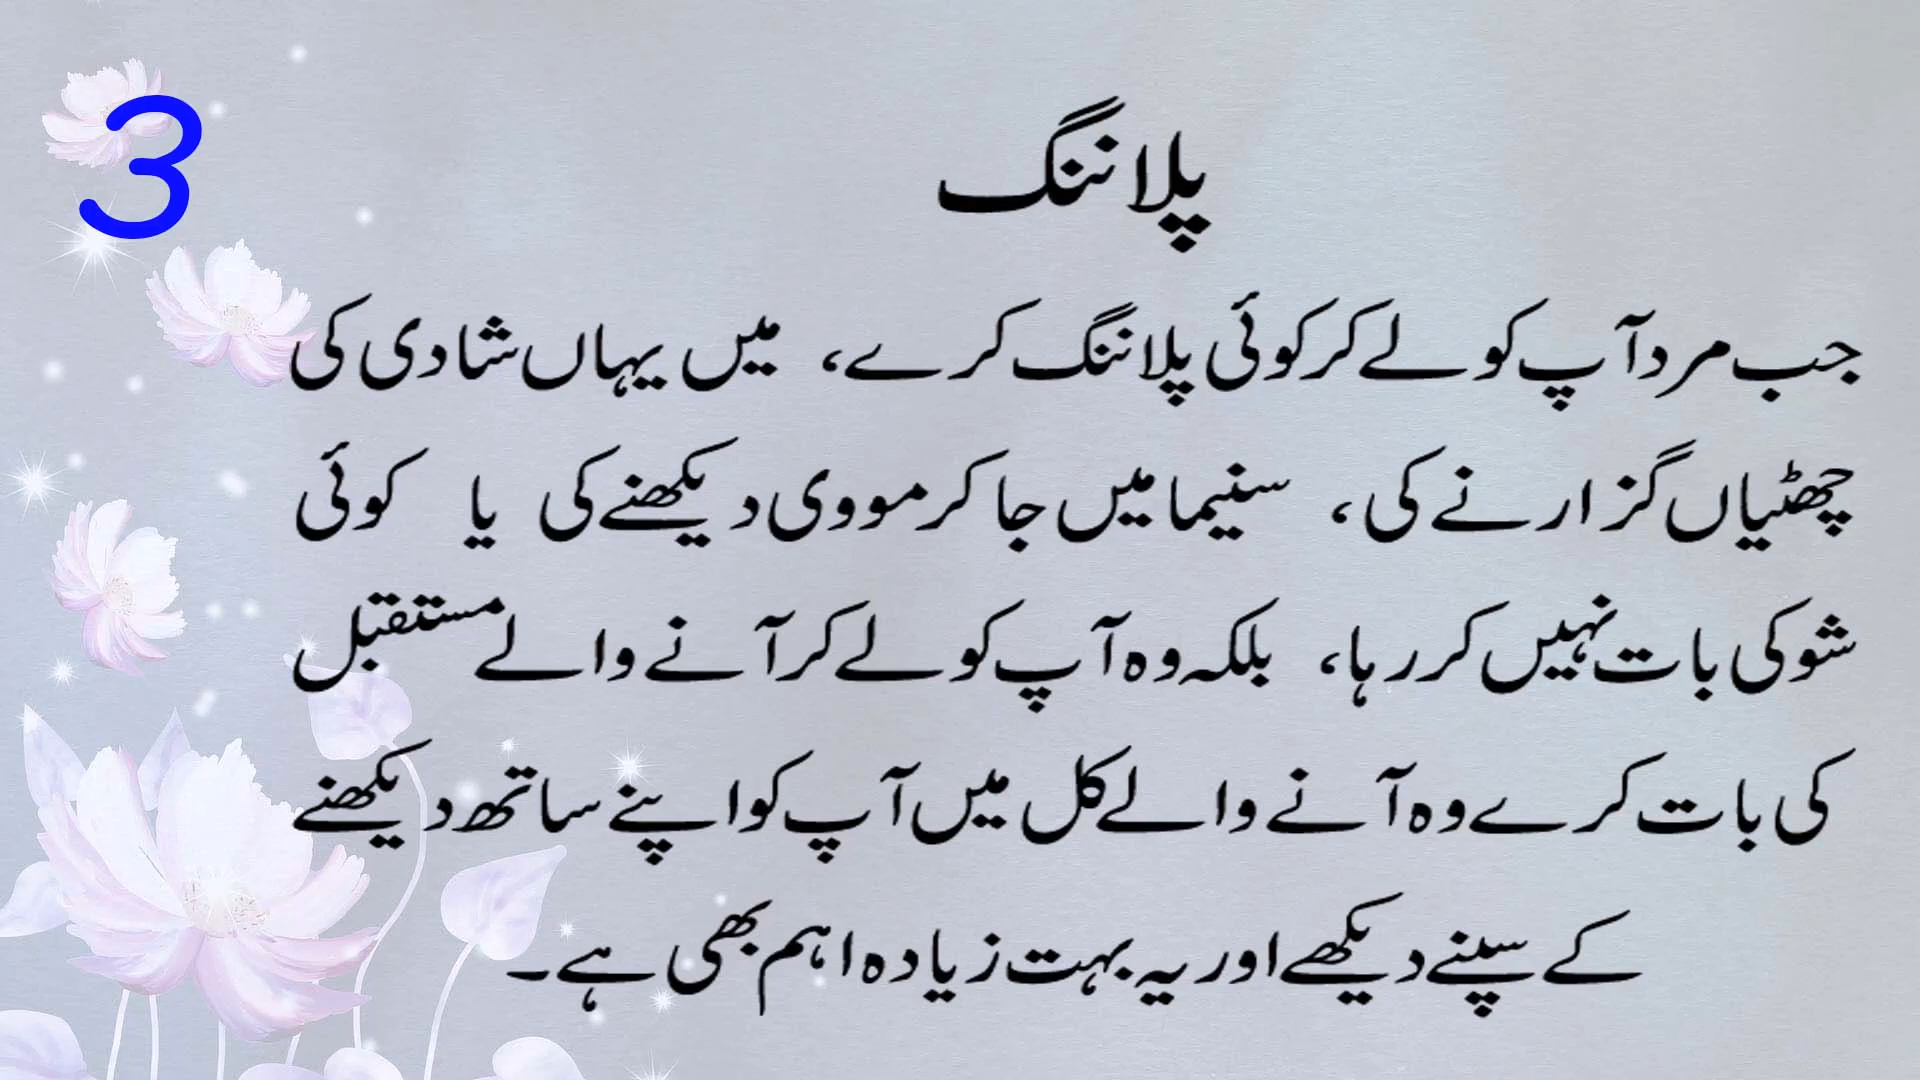 3
پلاننگ
جب مرد آپ کو لے کر کوئی پلاننگ کرے، میں یہاں شادی کی
چھٹیاں گزارنے کی، سنیما میں جا کر مووی دیکھنے کی یا کوئی
شو کی بات نہیں کر رہا، بلکہ وہ آپ کو لے کر آنے والے مستقبل
کی بات کرے وہ آنے والے کل میں آپ کو اپنے ساتھ دیکھنے
کے سپنے دیکھے اور یہ بہت زیادہ اہم بھی ہے۔